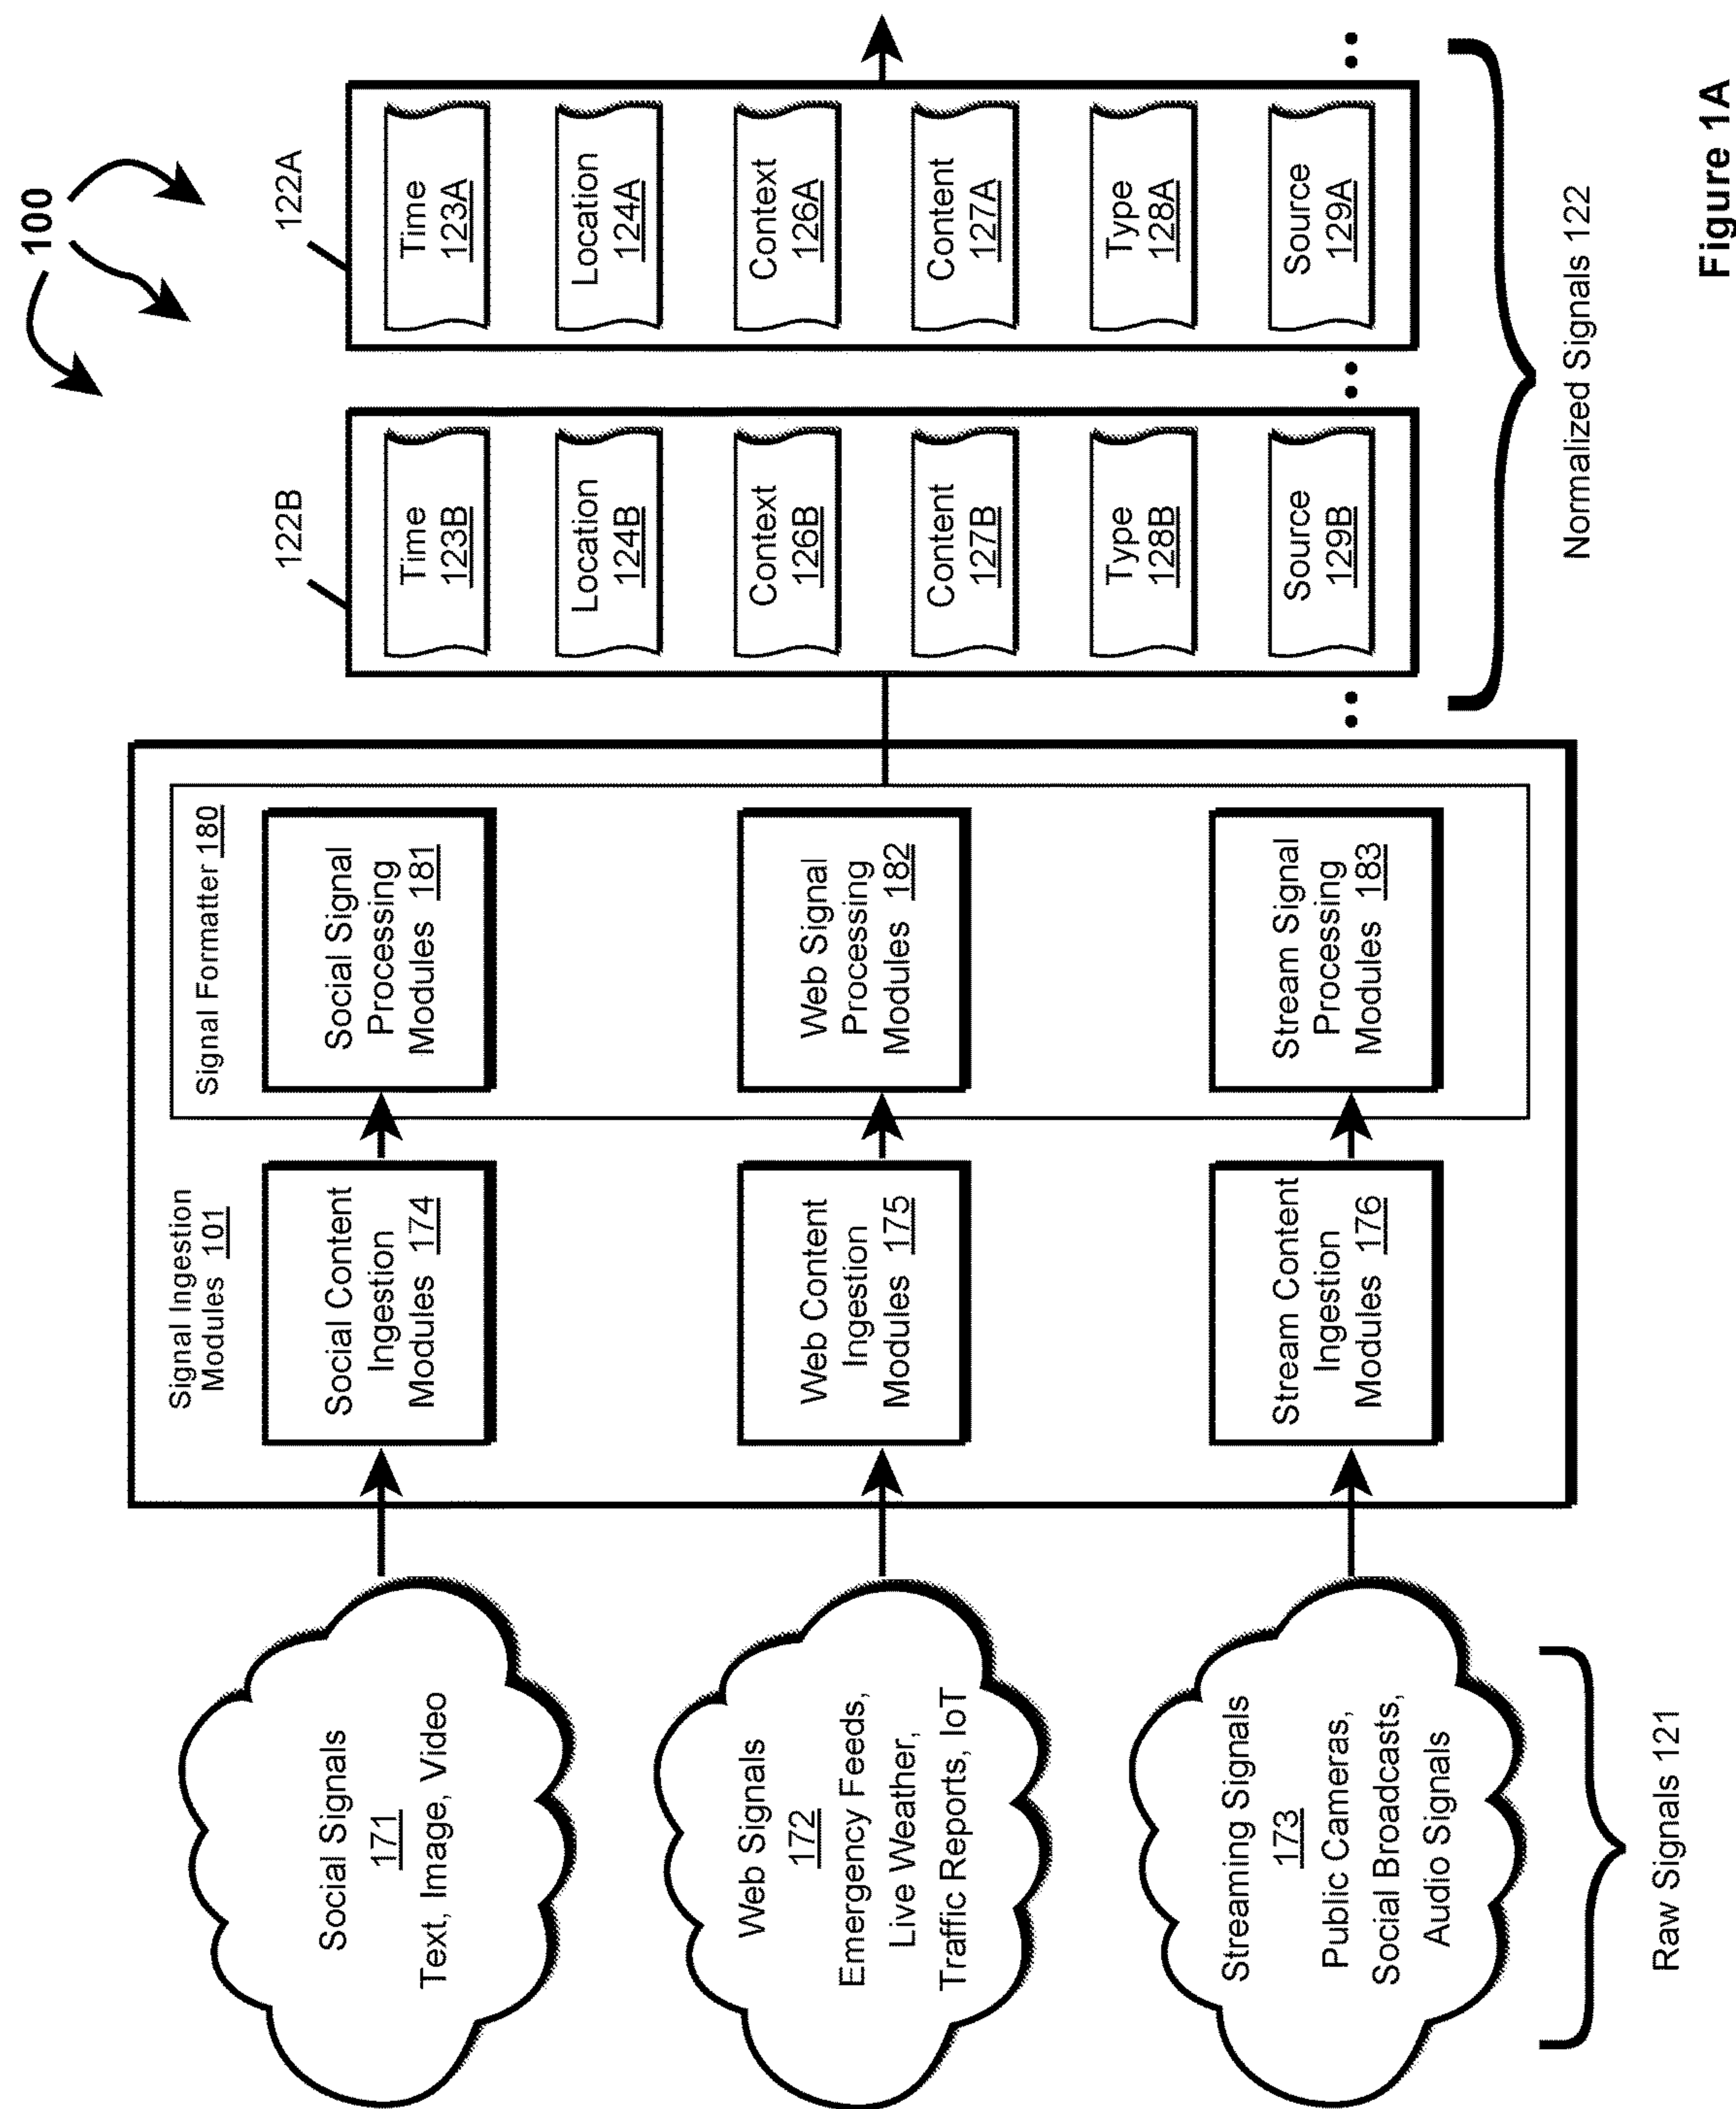 100
Social Signals
171
Text, Image, Video
Web Signals
172
Emergency Feeds,
Live Weather,
Traffic Reports, IoT
Streaming Signals
173
Public Cameras,
Social Broadcasts,
Audio Signals
Raw Signals 121
Signal Ingestion
Modules 101
Social Content
Ingestion
Modules 174
Web Content
Ingestion
Modules 175
Stream Content
Ingestion
Modules 176
Signal Formatter 180
Social Signal
Processing
Modules 181
Web Signal
Processing
Modules 182
Stream Signal
Processing
Modules 183
122B
Time
123B
Location
124B
Context
126B
Content
127B
Type
128B
Source
129B
122A
Time
123A
Location
124A
Context
126A
Content
127A
Type
128A
Source
129A
Normalized Signals 122
Figure 1A